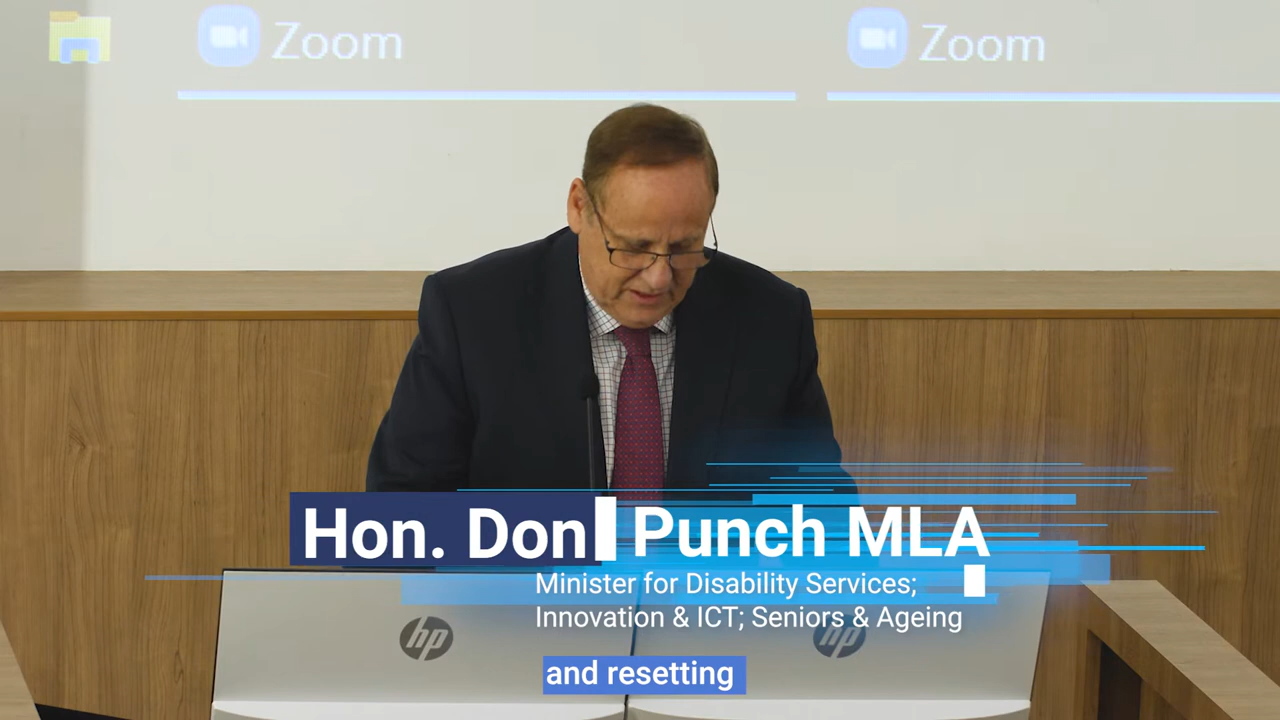 Zoom
Zoom
Hon. Don Punch MLA
Minister for Disability Services;
Innovation & ICT; Seniors & Ageing
hp
hp
and resetting